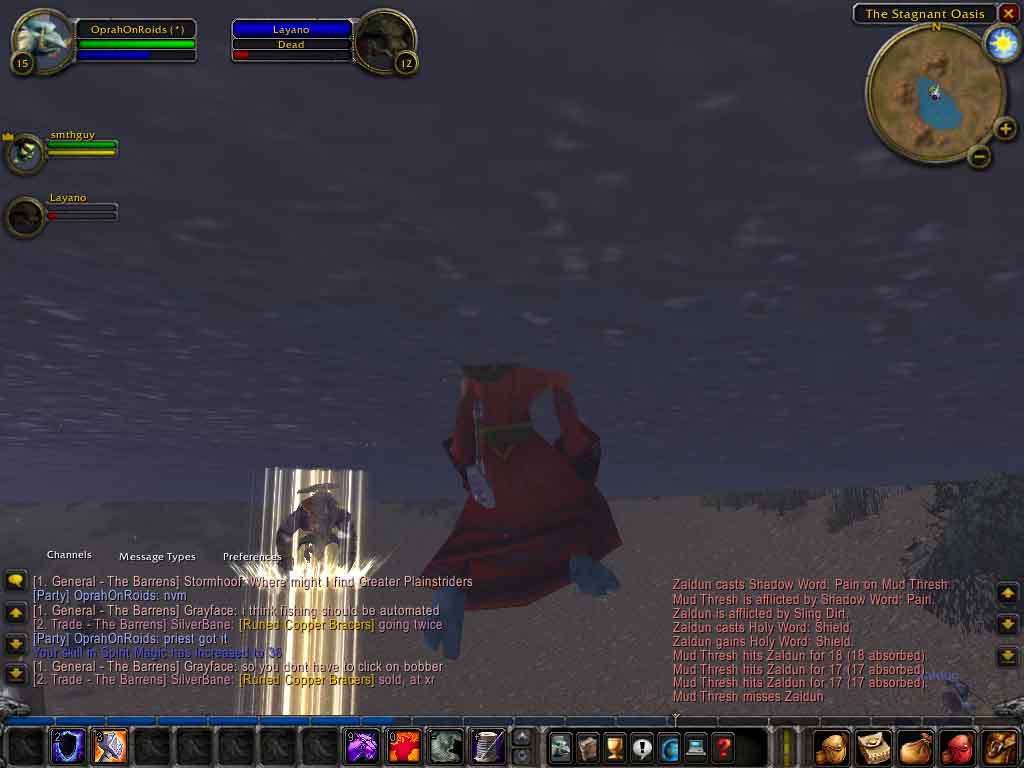 OprahOnRoids (*)
15
Layano
Dead
12
The Stagnant Oasis
N
smthguy
Layano
Channels
Message Types
Preferences
[1. General - The Barrens] Stormhoof: Where might I find Greater Plainstriders
[Party] OprahOnRoids: nvm
[1. General - The Barrens] Grayface: i think fishing should be automated
[2. Trade - The Barrens] SilverBane: [Runed Copper Bracers] going twice
[Party] OprahOnRoids: priest got it
Your skill in Spirit Magic has increased to 38
[1. General - The Barrens] Grayface: so you dont have to click on bobber
[2. Trade - The Barrens] SilverBane: [Runed Copper Bracers] sold, at xr
Zaldun casts Shadow Word: Pain on Mud Thresh.
Mud Thresh is afflicted by Shadow Word: Pain.
Zaldun is afflicted by Sling Dirt.
Zaldun casts Holy Word: Shield.
Zaldun gains Holy Word: Shield.
Mud Thresh hits Zaldun for 18 (18 absorbed).
Mud Thresh hits Zaldun for 17 (17 absorbed).
Mud Thresh hits Zaldun for 17 (17 absorbed).
Mud Thresh misses Zaldun.
2
3
9